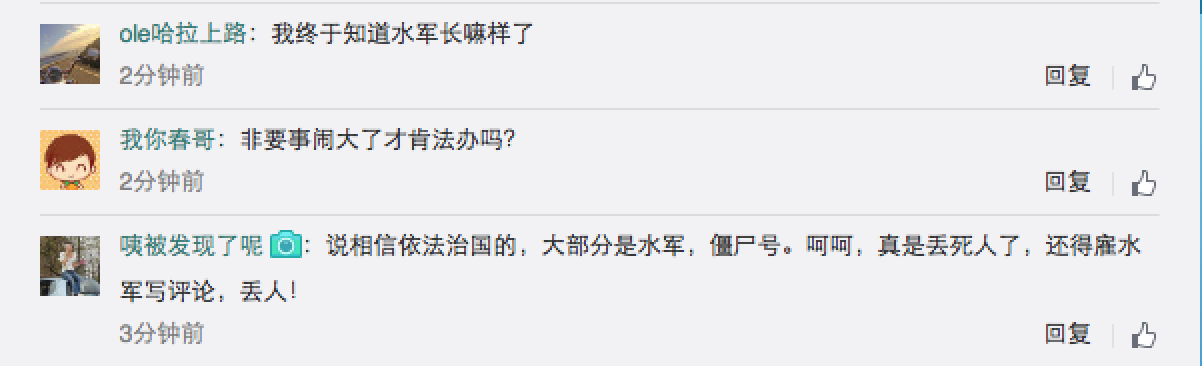 ole哈拉上路：我终于知道水军长嘛样了
2分钟前
回复
我你春哥：非要事闹大了才肯法办吗？
2分钟前
回复
咦被发现了呢：说相信依法治国的，大部分是水军，僵尸号。呵呵，真是丢死人了，还得雇水
军写评论，丢人！
3分钟前
回复